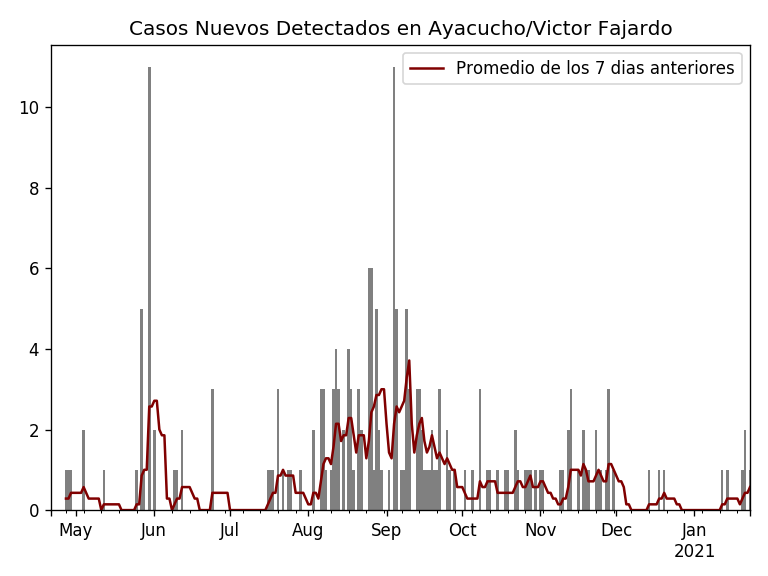 Casos Nuevos Detectados en Ayacucho/Victor Fajardo
Promedio de los 7 dias anteriores
10
8
6
4
2
0
May Jun Jul Aug Sep Oct Nov Dec Jan
2021